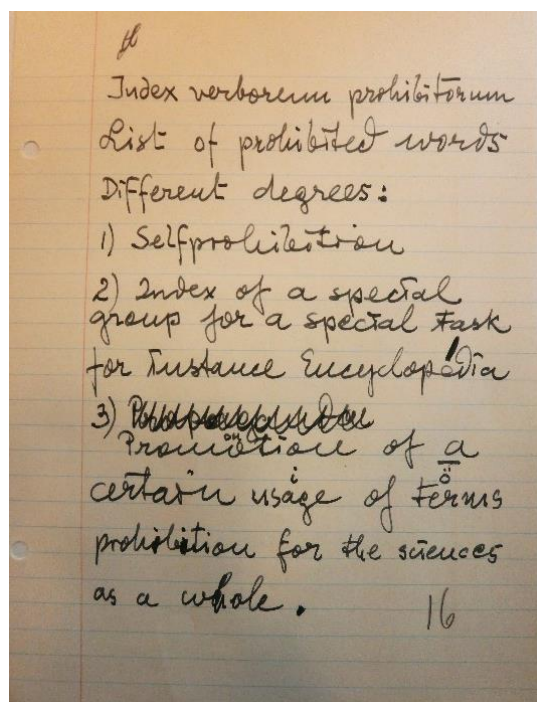 Index verborum prohibitorum
List of prohibited words
Different degrees:
1) Selfprohibition
2) Index of a special
group for a special task
for instance Encyclopedia
3)
Promotion of a
certain usage of terms
prohibition for the sciences
as a whole.
16